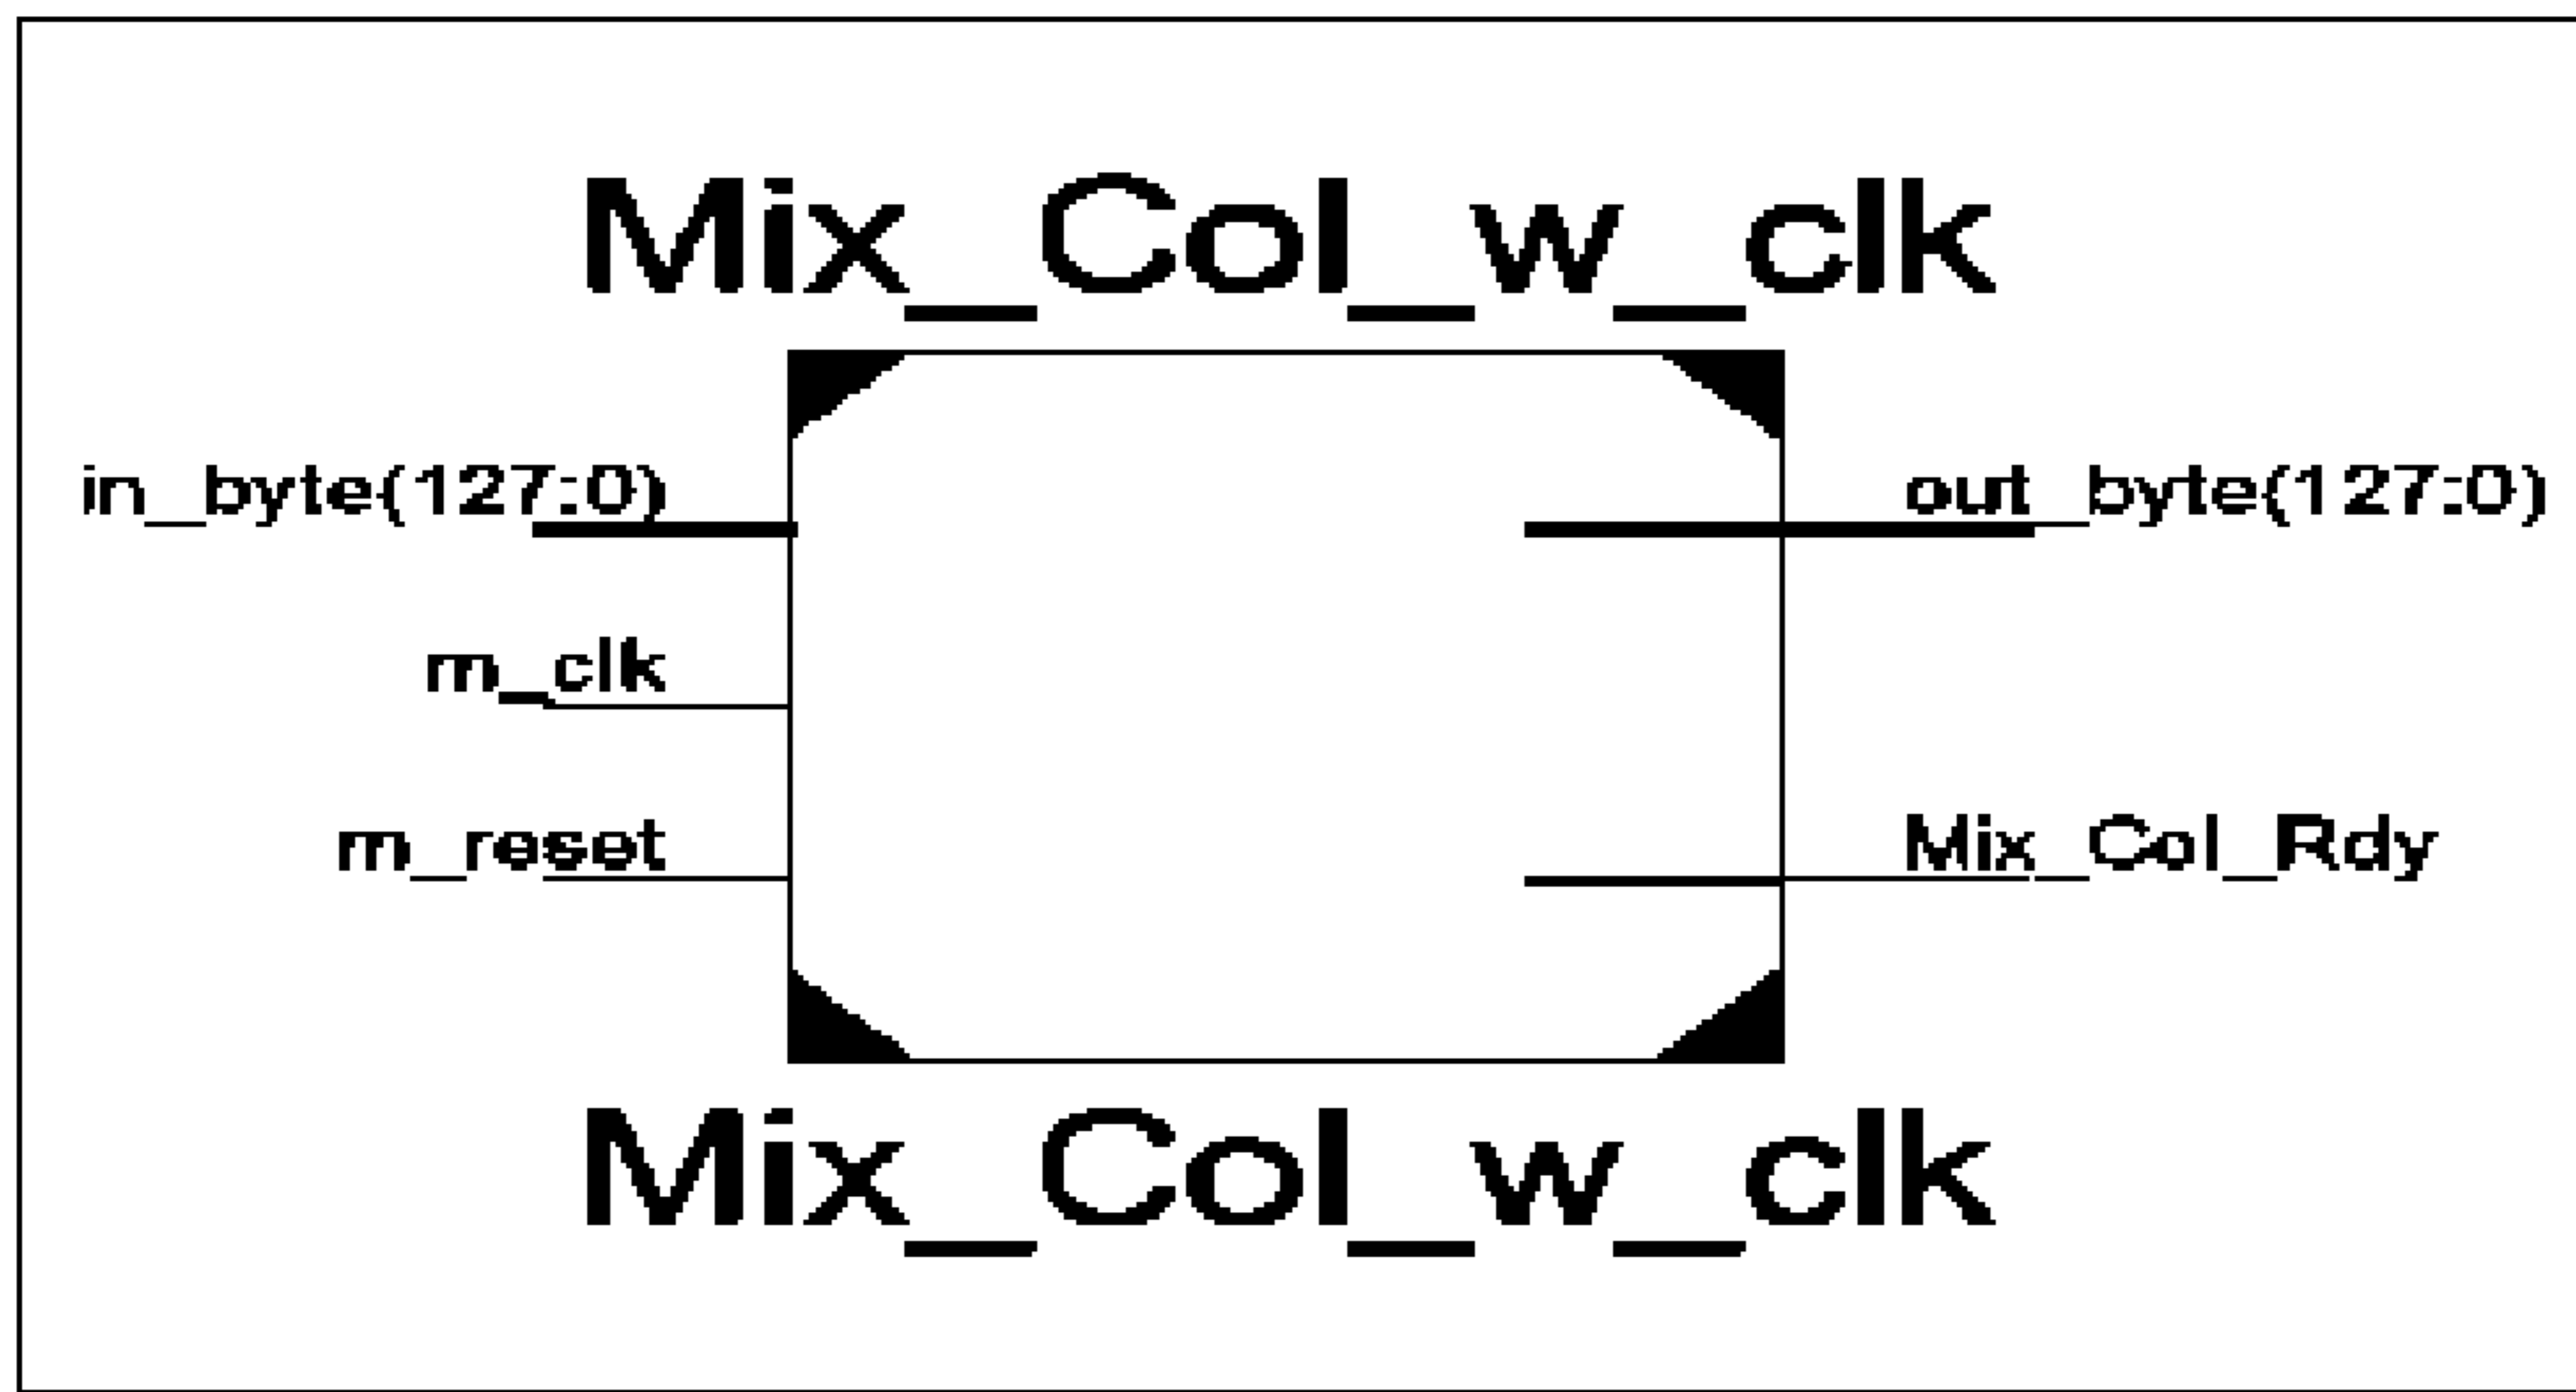 Mix_Col_w_clk
in_byte(127:0)
out_byte(127:0)
m_clk
m_reset
Mix_Col_Rdy
Mix_Col_w_clk